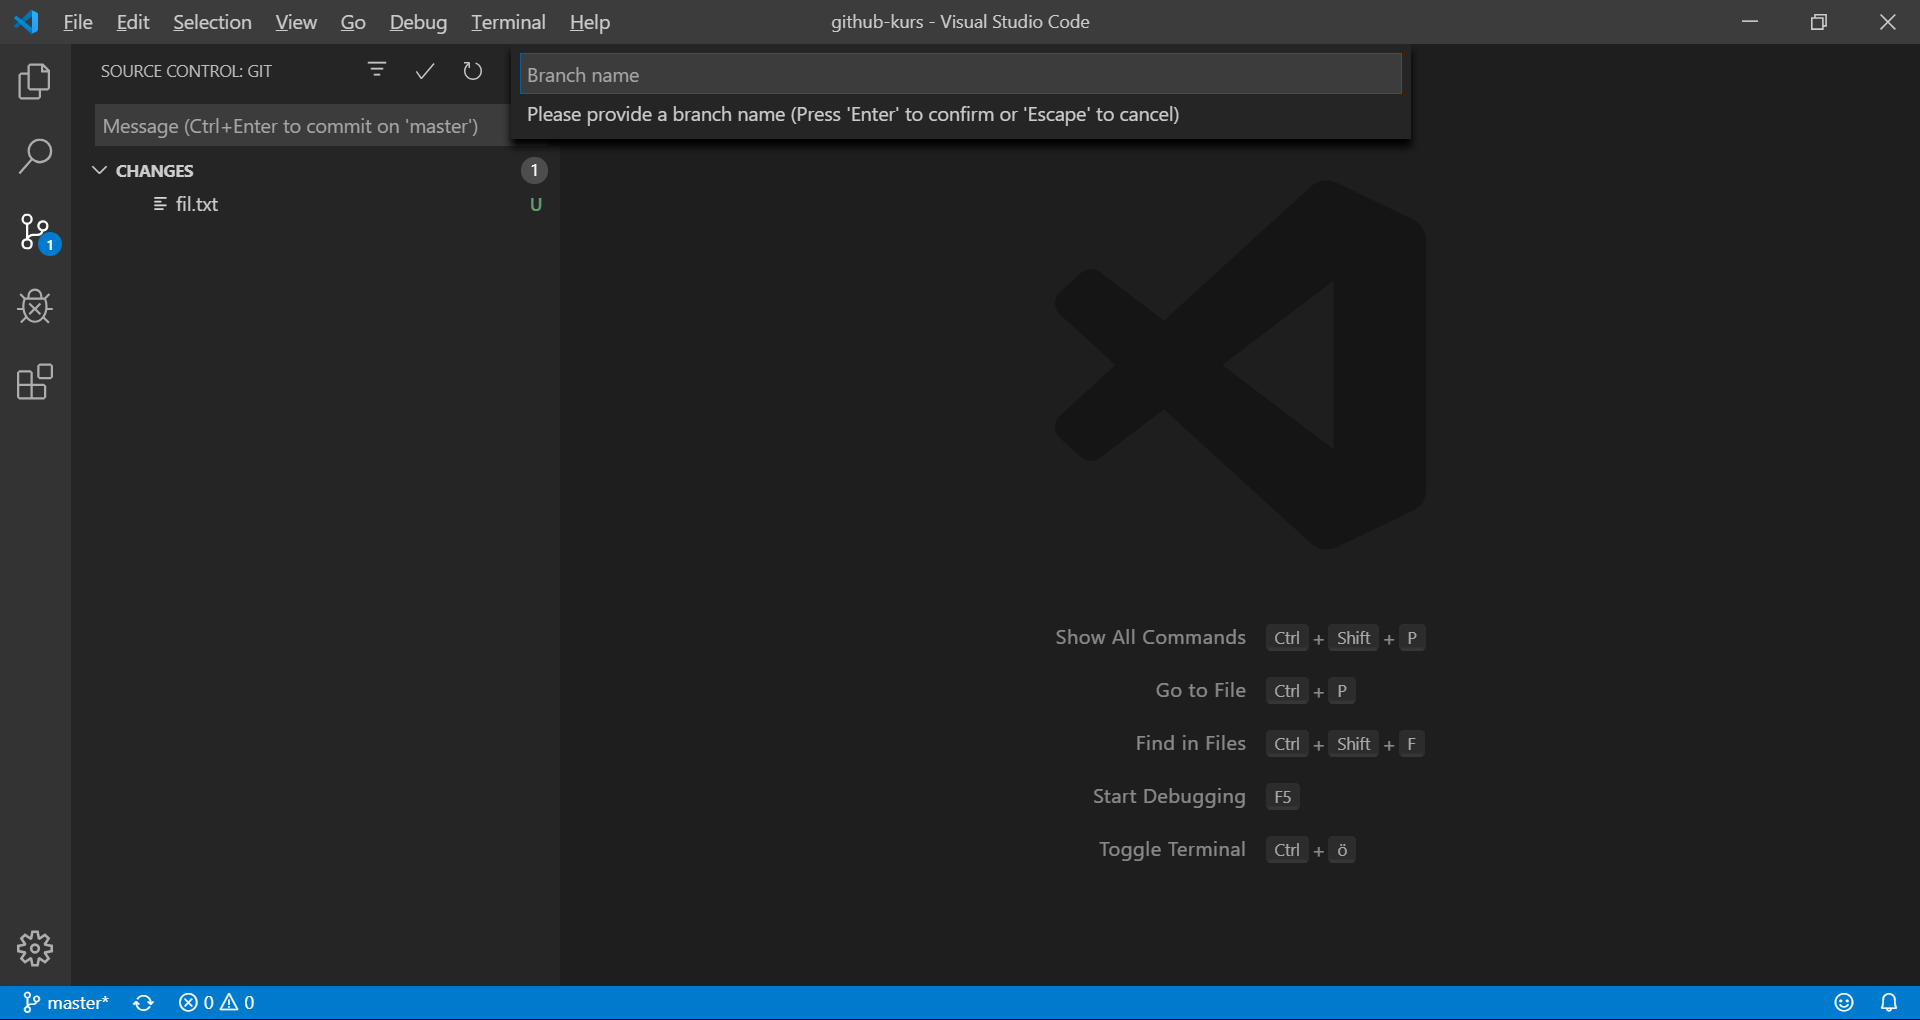 File Edit Selection View Go Debug Terminal Help
github-kurs - Visual Studio Code
SOURCE CONTROL: GIT
Branch name
Please provide a branch name (Press 'Enter' to confirm or 'Escape' to cancel)
Message (Ctrl+Enter to commit on 'master')
CHANGES 1
fil.txt U
1
Show All Commands Ctrl + Shift + P
Go to File Ctrl + P
Find in Files Ctrl + Shift + F
Start Debugging F5
Toggle Terminal Ctrl + ö
master* 0 0